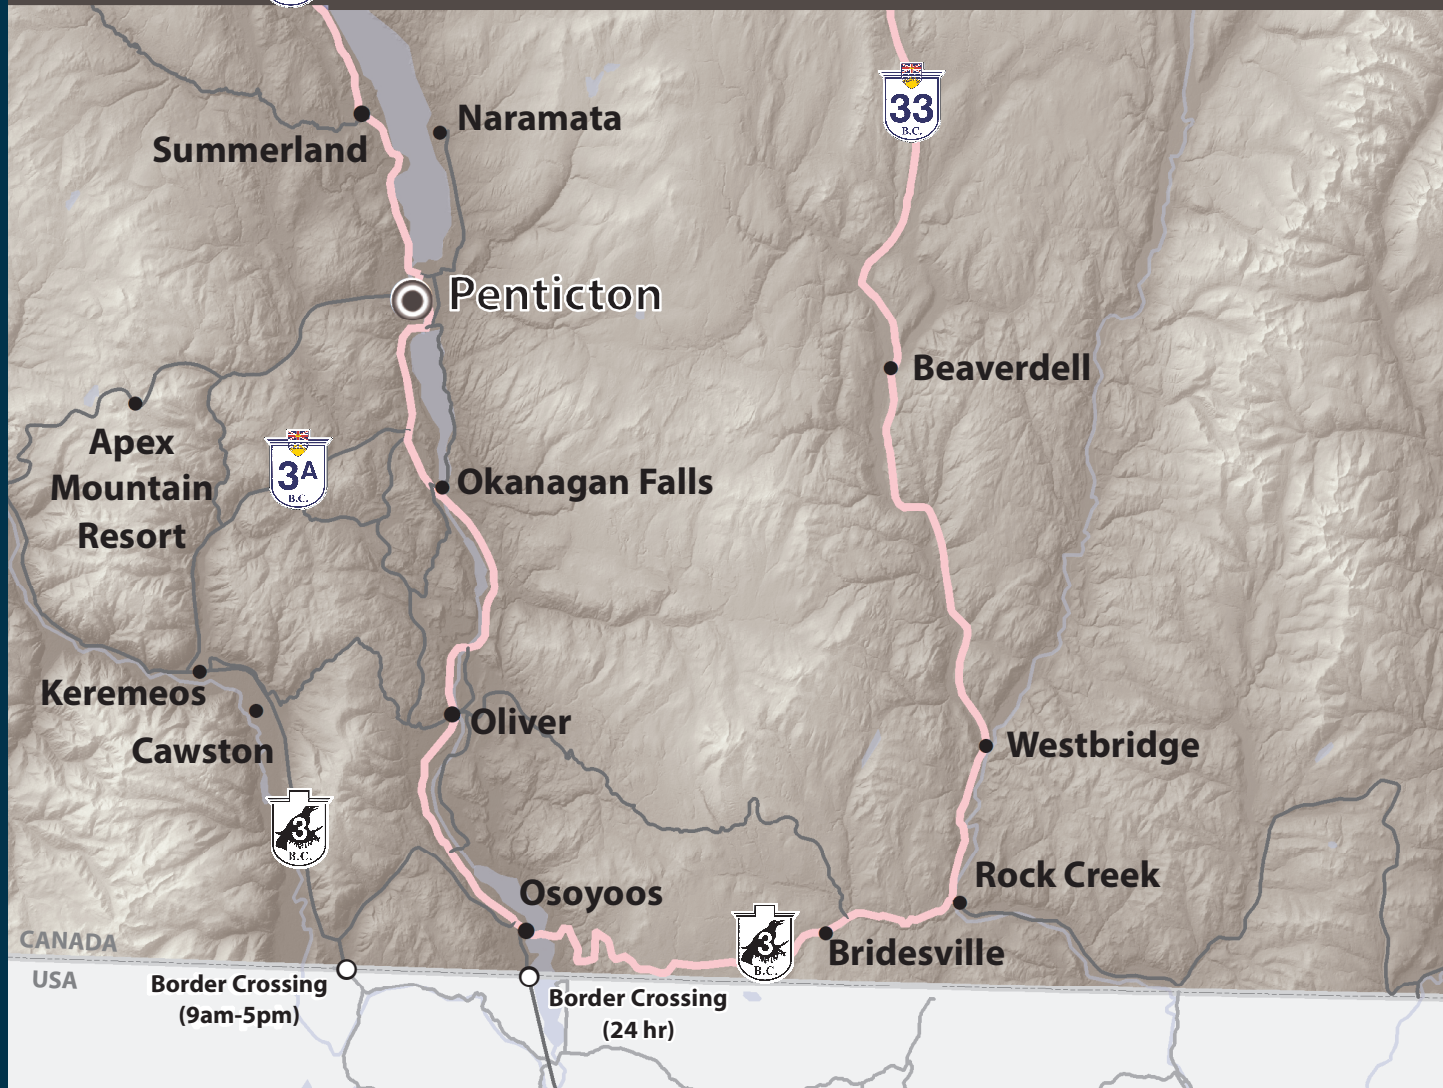 33
B.C.
Naramata
Summerland
Penticton
Beaverdell
Apex
Mountain
Resort
3A
B.C.
Okanagan Falls
Keremeos
Cawston
Oliver
Westbridge
3
B.C.
Rock Creek
Osoyoos
3
B.C.
Bridesville
CANADA
USA
Border Crossing
(9am-5pm)
Border Crossing
(24 hr)